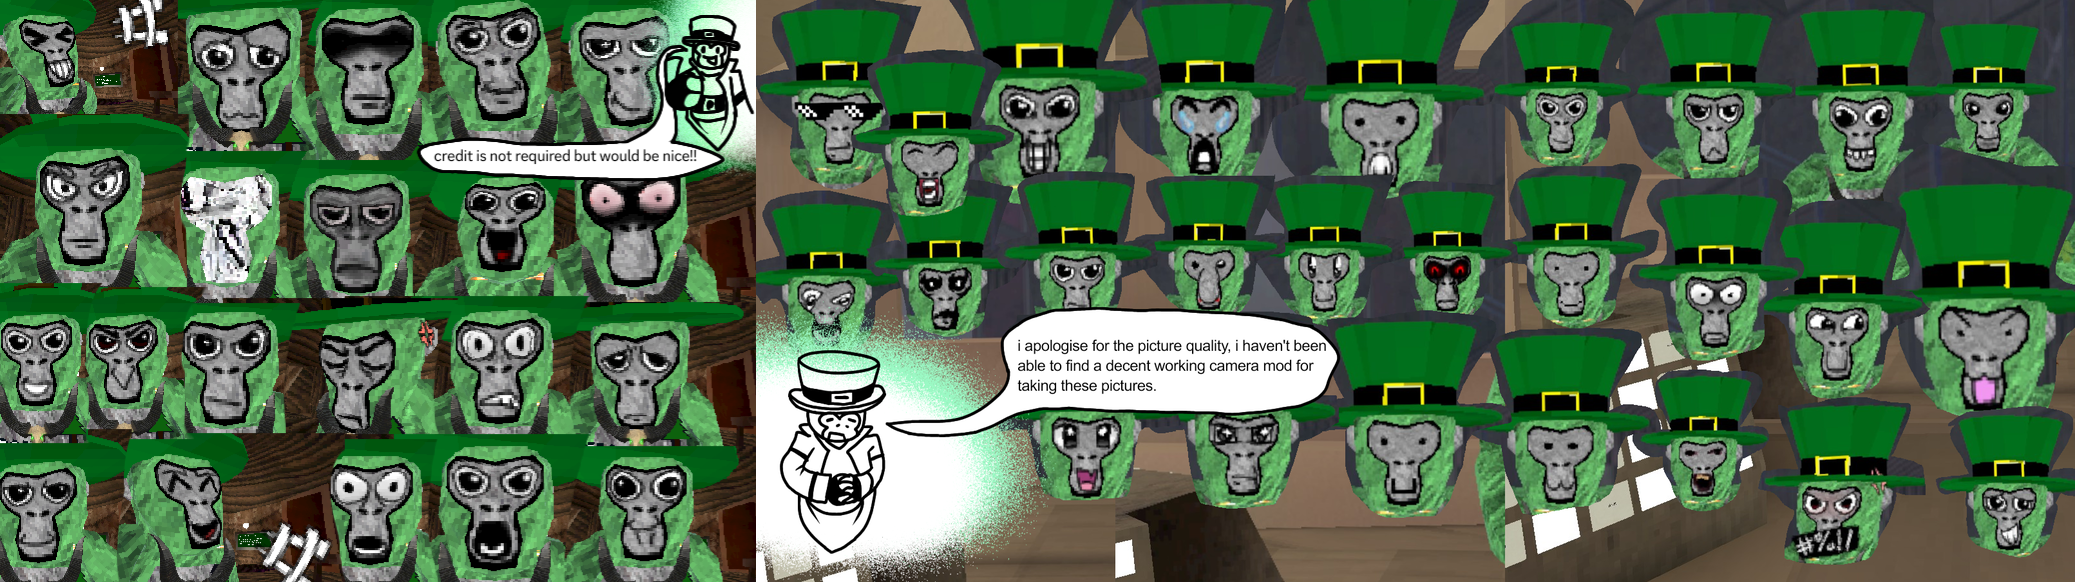 credit is not required but would be nice!!
i apologise for the picture quality, i haven't been
able to find a decent working camera mod for
taking these pictures.
#%!!